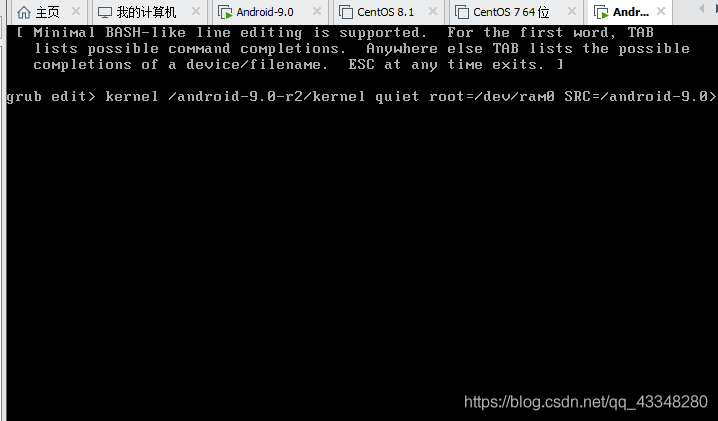 主页 我的计算机 Android-9.0 CentOS 8.1 CentOS 7 64 位 Andr...
[ Minimal BASH-like line editing is supported.  For the first word, TAB
lists possible command completions.  Anywhere else TAB lists the possible
completions of a device/filename.  ESC at any time exits. ]
grub edit> kernel /android-9.0-r2/kernel quiet root=/dev/ram0 SRC=/android-9.0>
https://blog.csdn.net/qq_43348280